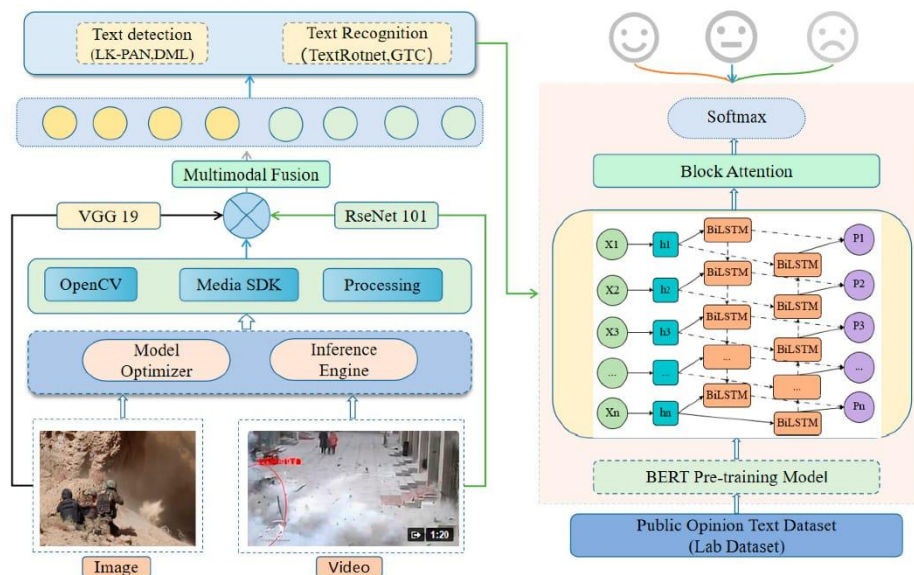 Text detection
(LK-PAN,DML)
Text Recognition
(TextRotnet,GTC)
Multimodal Fusion
VGG 19
RseNet 101
OpenCV
Media SDK
Processing
Model
Optimizer
Inference
Engine
1:20
Image
Video
Softmax
Block Attention
X1
h1
BiLSTM
BiLSTM
P1
X2
h2
BiLSTM
BiLSTM
P2
X3
h3
BiLSTM
BiLSTM
P3
...
...
...
...
...
Xn
hn
BiLSTM
BiLSTM
Pn
BERT Pre-training Model
Public Opinion Text Dataset
(Lab Dataset)